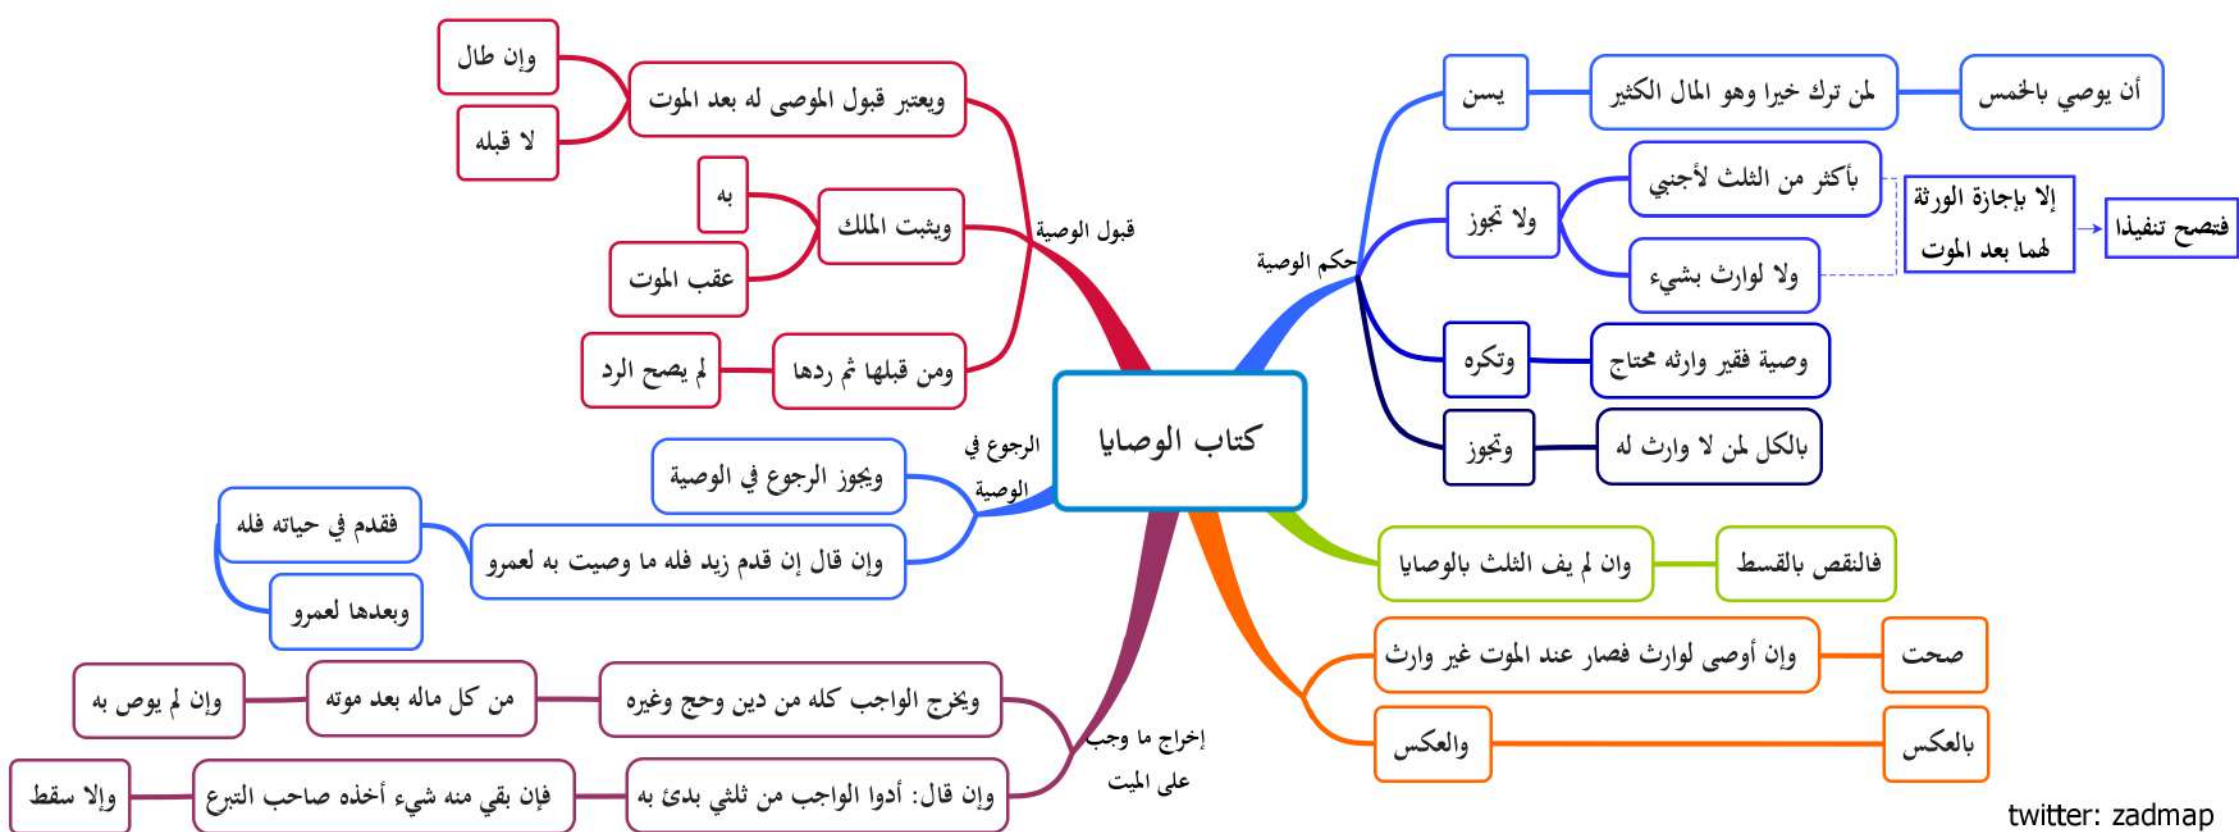 كتاب الوصايا
حكم الوصية
يسن
لمن ترك خيرا وهو المال الكثير
أن يوصي بالخمس
ولا تجوز
بأكثر من الثلث لأجنبي
ولا لوارث بشيء
إلا بإجازة الورثة
لهما بعد الموت
فتصح تنفيذا
وتكره
وصية فقير وارثه محتاج
وتجوز
بالكل لمن لا وارث له
وان لم يف الثلث بالوصايا
فالنقص بالقسط
وإن أوصى لوارث فصار عند الموت غير وارث
صحت
والعكس
بالعكس
قبول الوصية
ويعتبر قبول الموصى له بعد الموت
وإن طال
لا قبله
ويثبت الملك
به
عقب الموت
ومن قبلها ثم ردها
لم يصح الرد
الرجوع في
الوصية
ويجوز الرجوع في الوصية
وإن قال إن قدم زيد فله ما وصيت به لعمرو
فقدم في حياته فله
وبعدها لعمرو
إخراج ما وجب
على الميت
ويخرج الواجب كله من دين وحج وغيره
من كل ماله بعد موته
وإن لم يوص به
وإن قال: أدوا الواجب من ثلثي بدئ به
فإن بقي منه شيء أخذه صاحب التبرع
وإلا سقط
twitter: zadmap